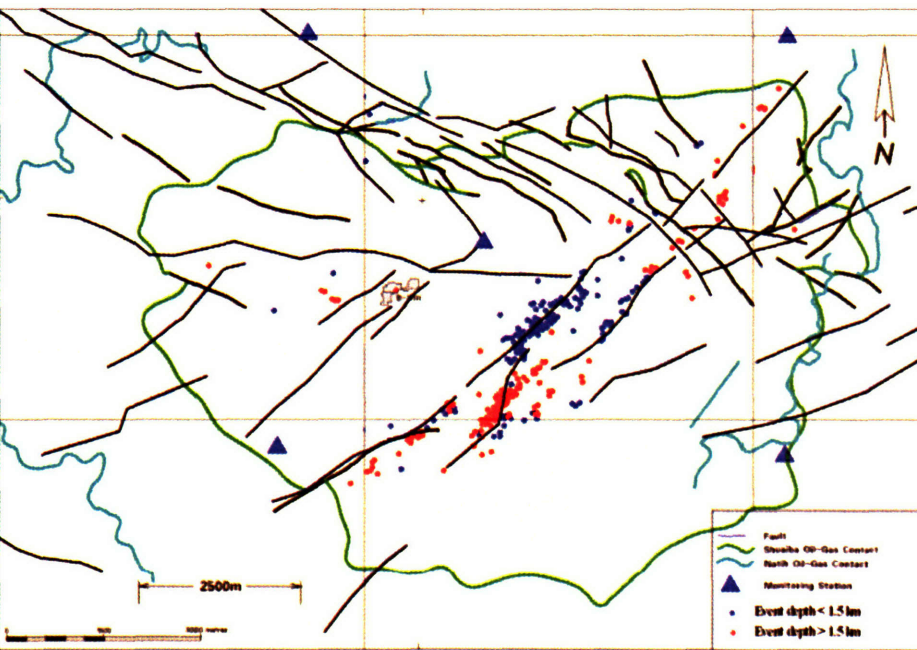 N
2500m
Fault
Shuaiba Oil-Gas Contact
Natih Oil-Gas Contact
Monitoring Station
Event depth < 1.5 km
Event depth > 1.5 km